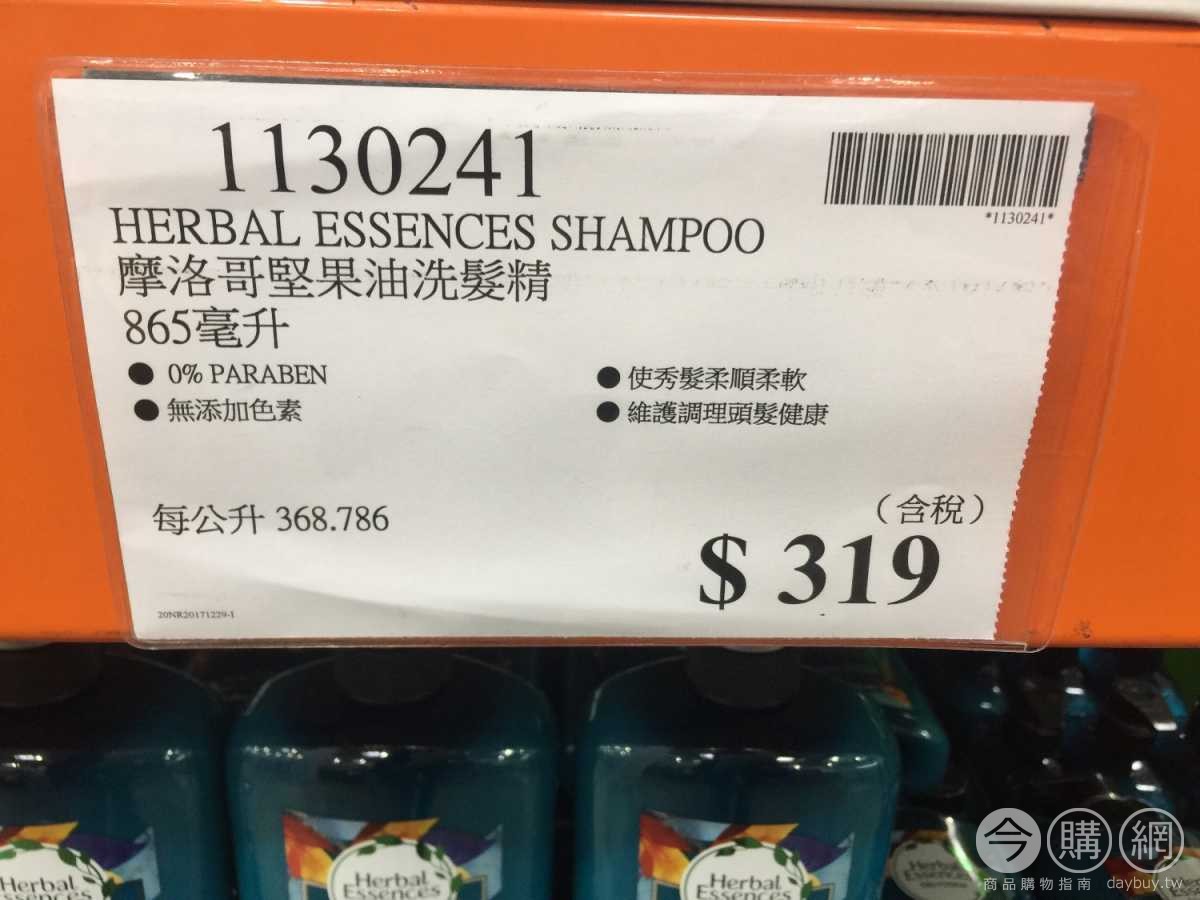 1130241
*1130241*
HERBAL ESSENCES SHAMPOO
摩洛哥堅果油洗髮精
865毫升
● 0% PARABEN
● 使秀髮柔順柔軟
● 無添加色素
● 維護調理頭髮健康
每公升 368.786
（含稅）
$ 319
20NR20171229-1
Herbal
Essences
Herbal
Essences
Herbal
Essences
Herbal
Essences
今購網
商品購物指南 daybuy.tw